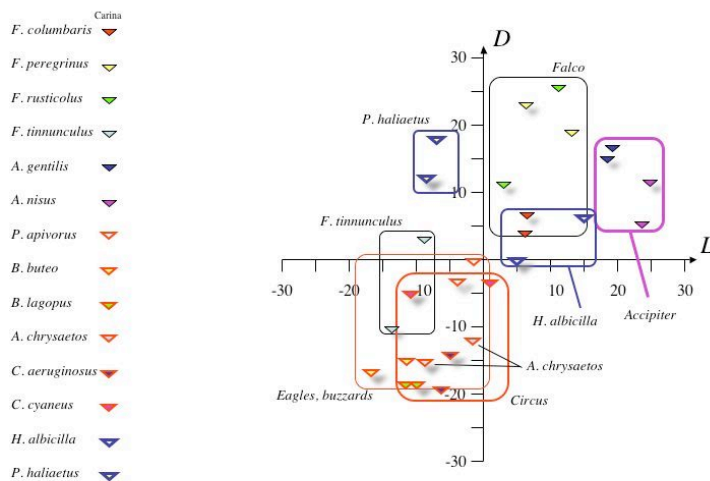 Carina
F. columbaris
F. peregrinus
F. rusticolus
F. tinnunculus
A. gentilis
A. nisus
P. apivorus
B. buteo
B. lagopus
A. chrysaetos
C. aeruginosus
C. cyaneus
H. albicilla
P. haliaetus
D
30
Falco
20
P. haliaetus
10
F. tinnunculus
-30
-20
-10
10
20
30
H. albicilla
Accipiter
-10
A. chrysaetos
Eagles, buzzards
-20
Circus
-30